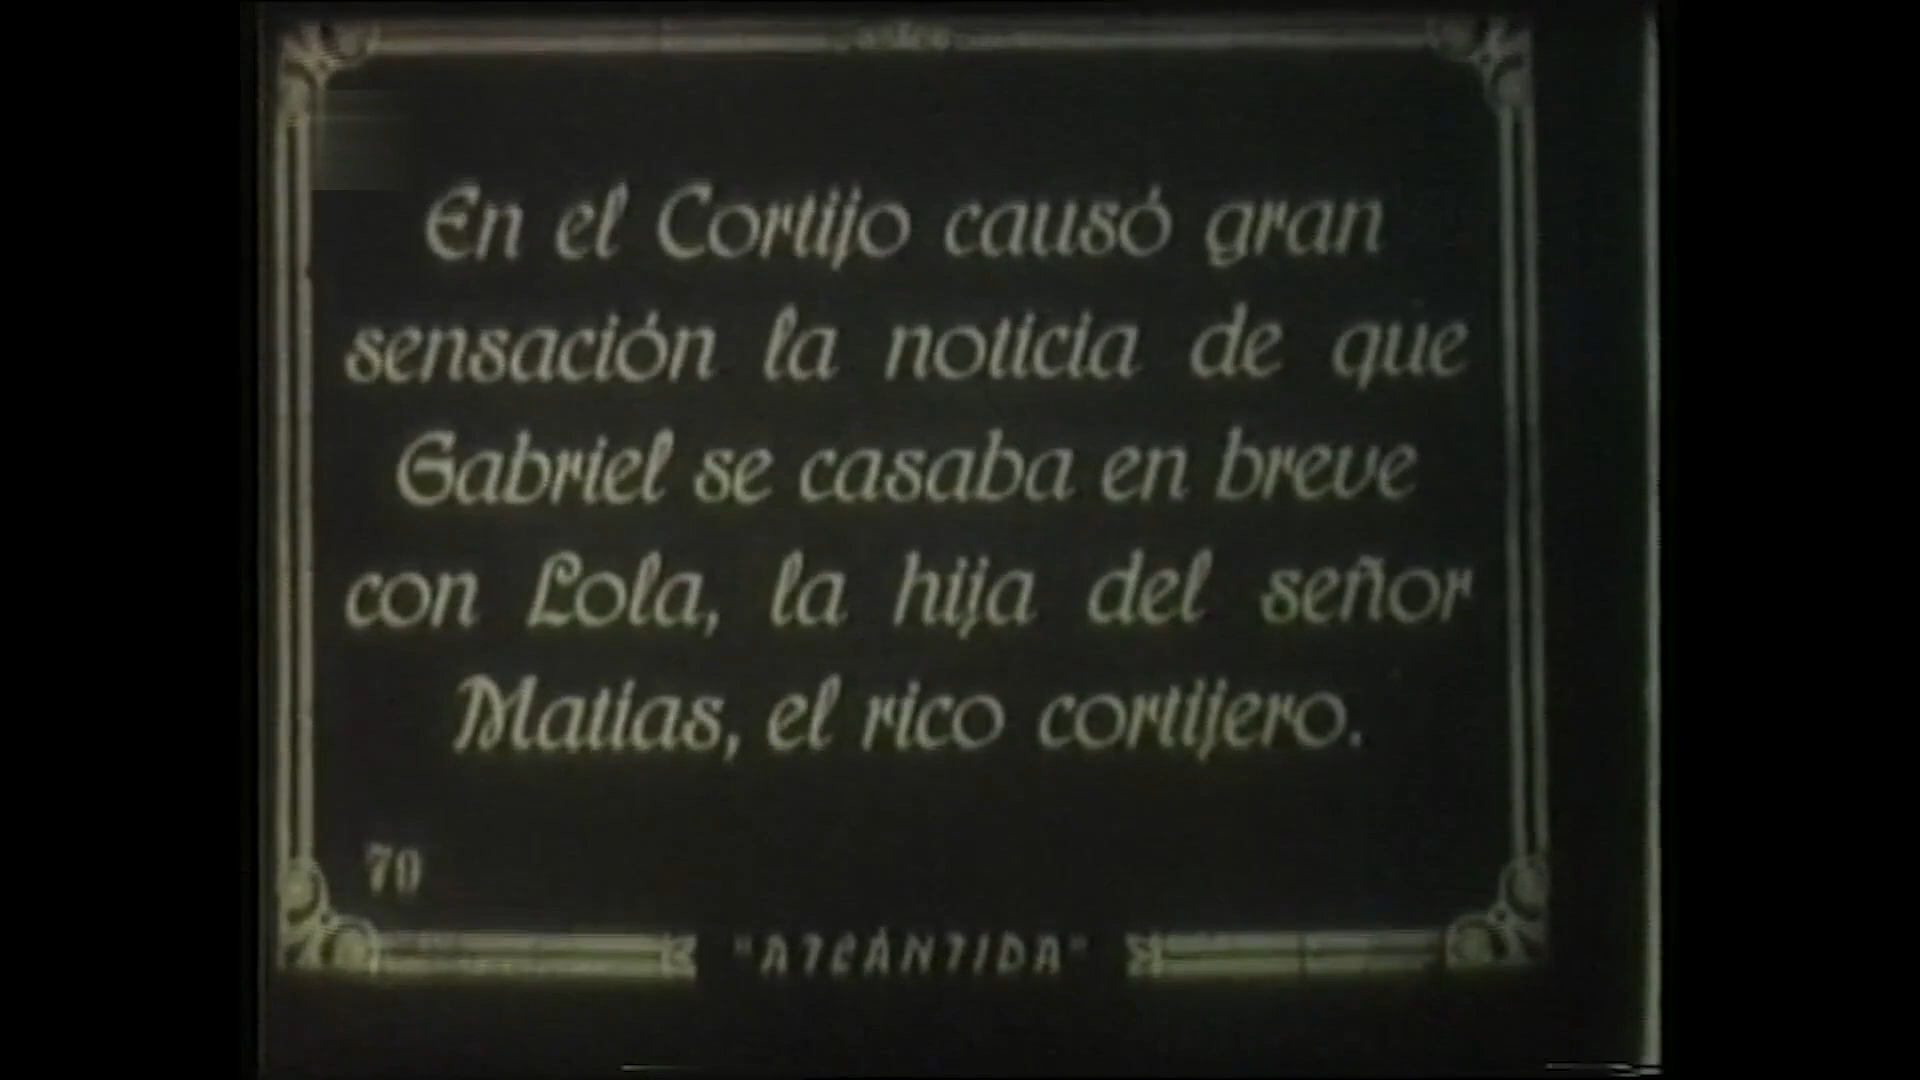 En el Cortijo causó gran
sensación la noticia de que
Gabriel se casaba en breve
con Lola, la hija del señor
Matías, el rico cortijero.
70
"ATLÁNTIDA"